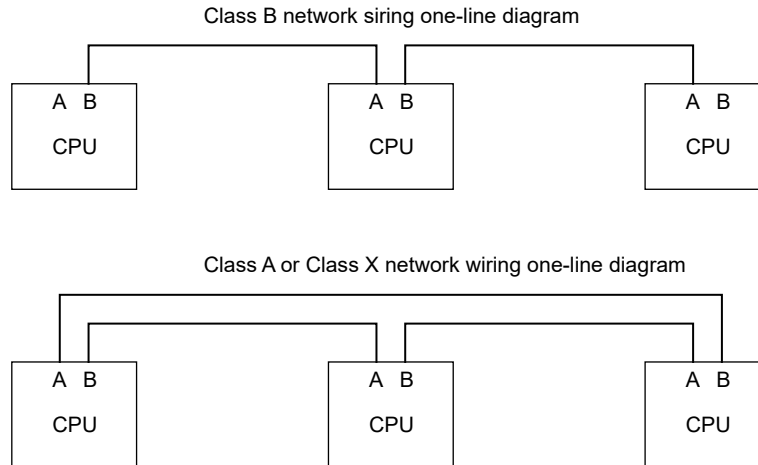 Class B network siring one-line diagram
A B A B A B
CPU CPU CPU
Class A or Class X network wiring one-line diagram
A B A B A B
CPU CPU CPU